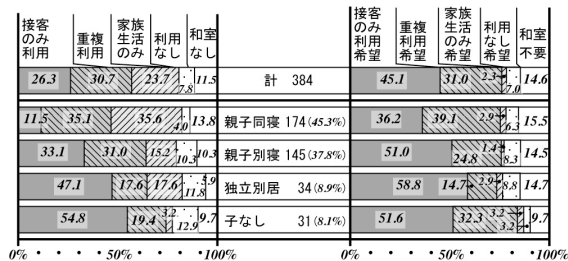 接客のみ利用 重複利用 家族生活のみ 利用なし 和室なし
接客のみ利用希望 重複利用希望 家族生活のみ希望 利用なし希望 和室不要
26.3 30.7 23.7 7.8 11.5 計 384 45.1 31.0 2.3 7.0 14.6
11.5 35.1 35.6 4.0 13.8 親子同寝 174 (45.3%) 36.2 39.1 2.9 6.3 15.5
33.1 31.0 15.2 10.3 10.3 親子別寝 145 (37.8%) 51.0 24.8 1.4 8.3 14.5
47.1 17.6 17.6 11.8 5.9 独立別居 34 (8.9%) 58.8 14.7 2.9 8.8 14.7
54.8 19.4 3.2 12.9 9.7 子なし 31 (8.1%) 51.6 32.3 3.2 3.2 9.7
0% 50% 100% 0% 50% 100%